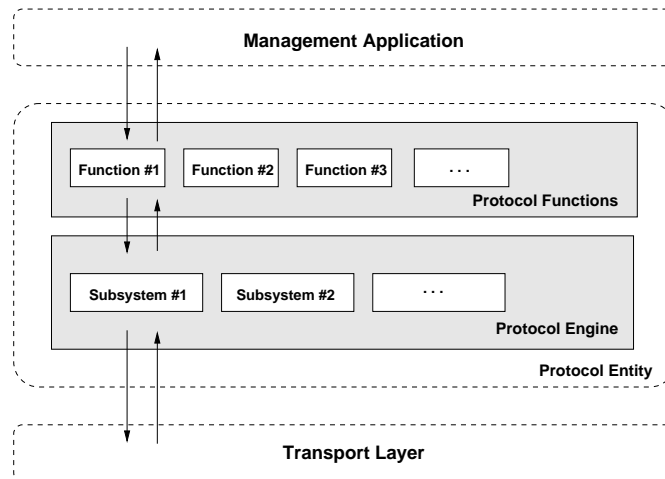 Management Application
Function #1
Function #2
Function #3
. . .
Protocol Functions
Subsystem #1
Subsystem #2
. . .
Protocol Engine
Protocol Entity
Transport Layer